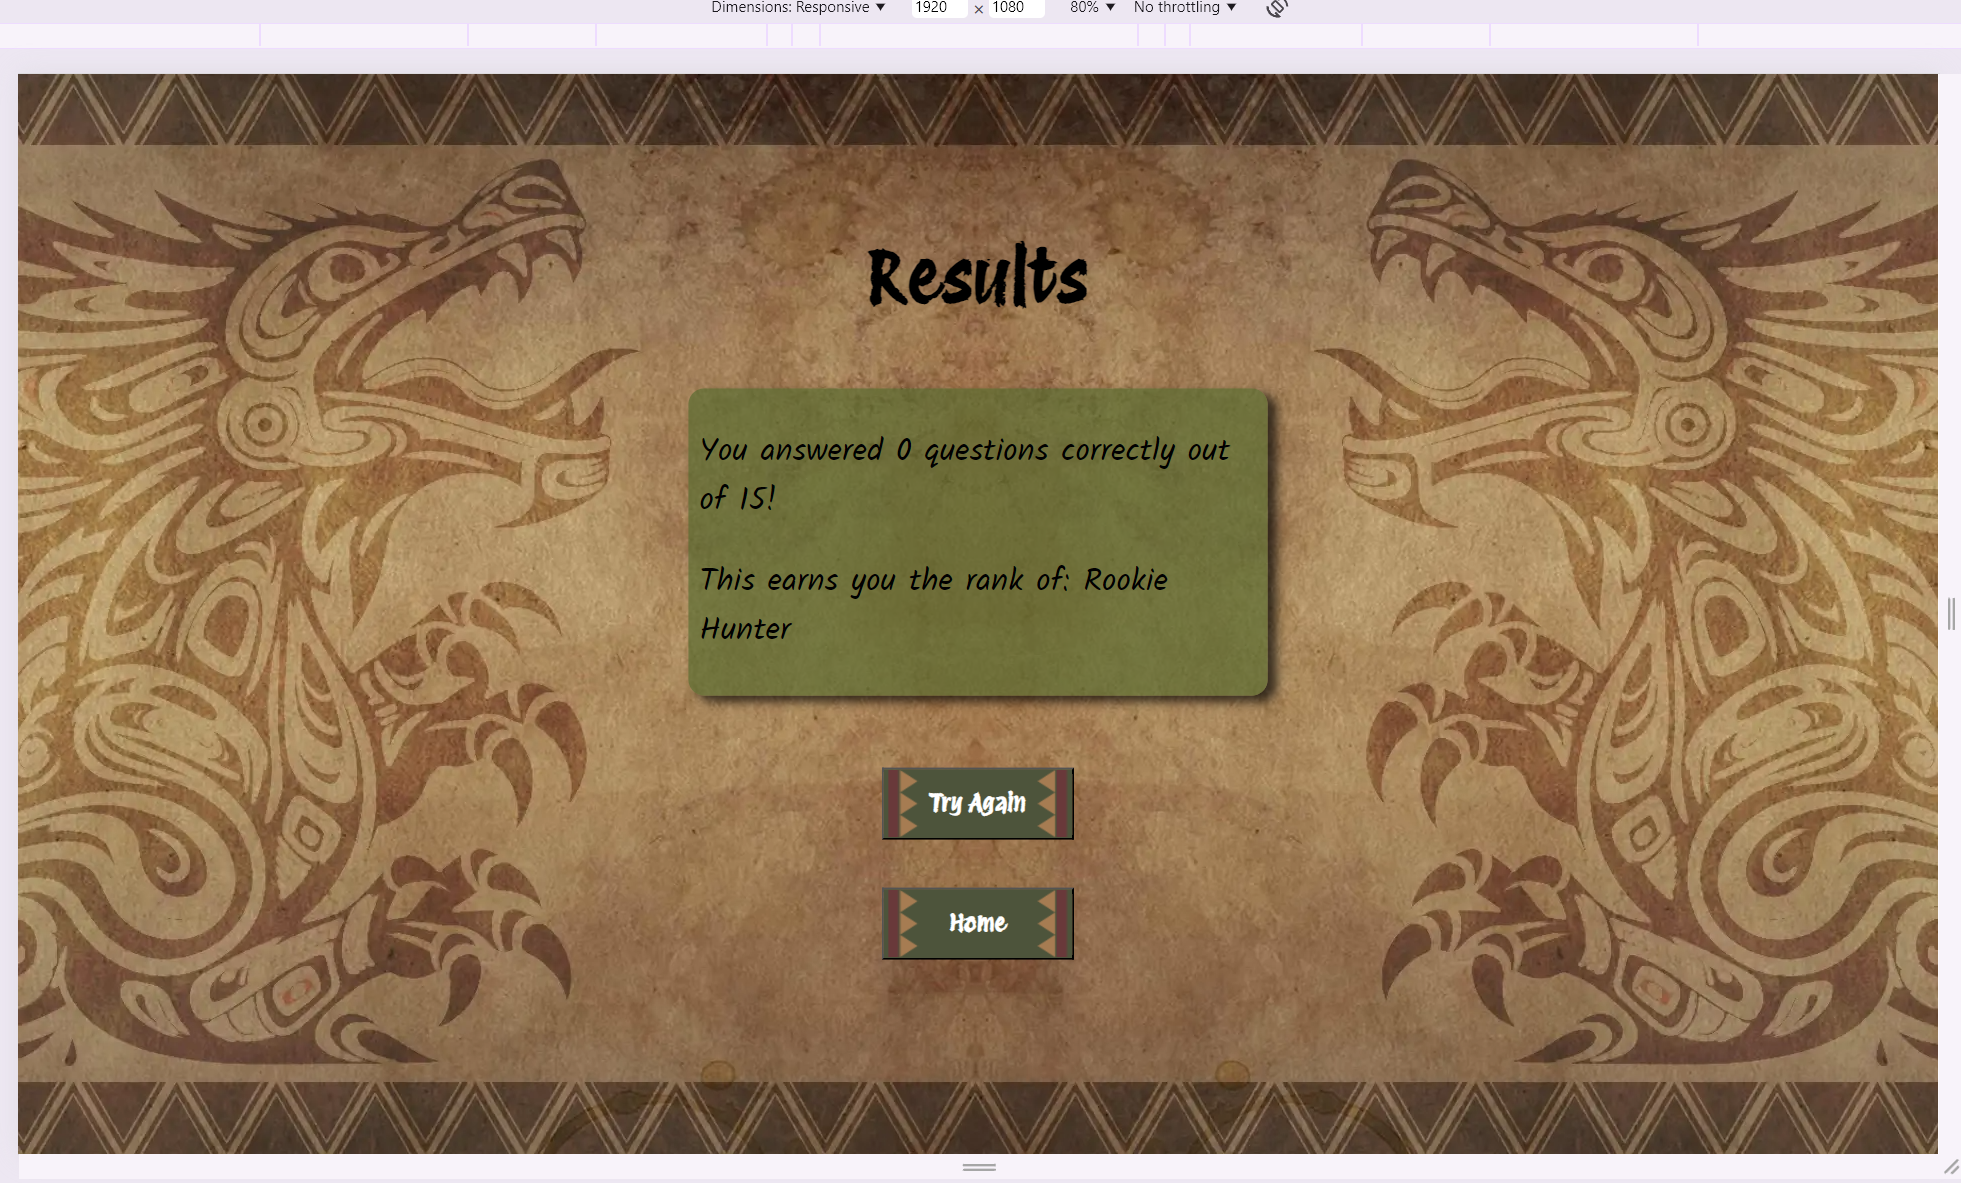 Dimensions: Responsive ▼ 1920 × 1080 80% ▼ No throttling ▼
Results
You answered 0 questions correctly out
of 15!
This earns you the rank of: Rookie
Hunter
Try Again
Home